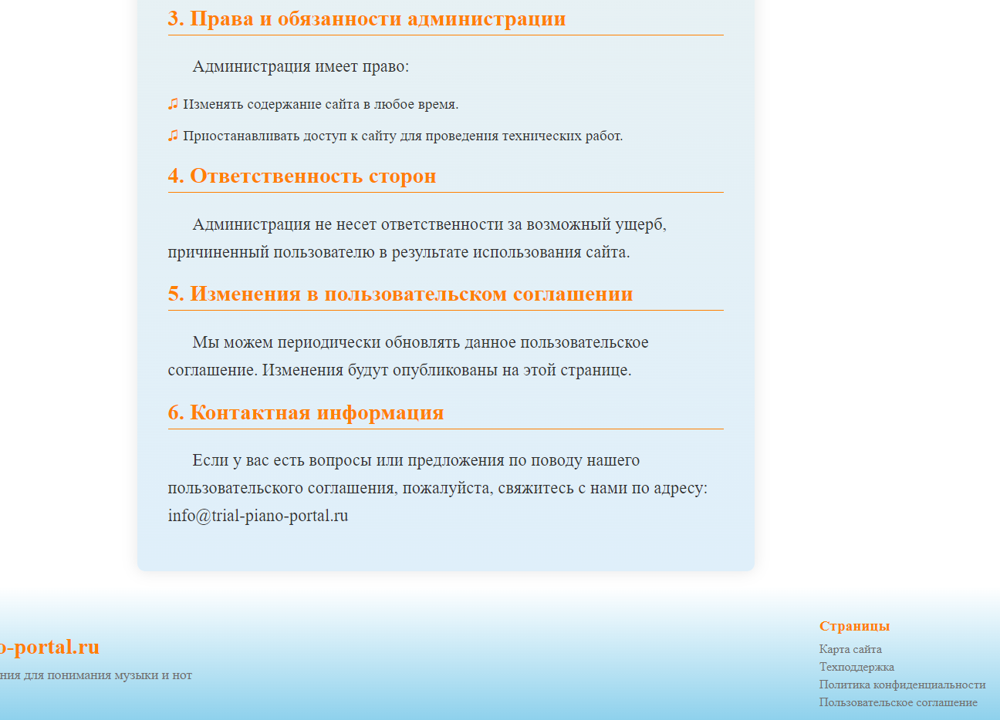 3. Права и обязанности администрации
Администрация имеет право:
♫ Изменять содержание сайта в любое время.
♫ Приостанавливать доступ к сайту для проведения технических работ.
4. Ответственность сторон
Администрация не несет ответственности за возможный ущерб,
причиненный пользователю в результате использования сайта.
5. Изменения в пользовательском соглашении
Мы можем периодически обновлять данное пользовательское
соглашение. Изменения будут опубликованы на этой странице.
6. Контактная информация
Если у вас есть вопросы или предложения по поводу нашего
пользовательского соглашения, пожалуйста, свяжитесь с нами по адресу:
info@trial-piano-portal.ru
o-portal.ru
ния для понимания музыки и нот
Страницы
Карта сайта
Техподдержка
Политика конфиденциальности
Пользовательское соглашение